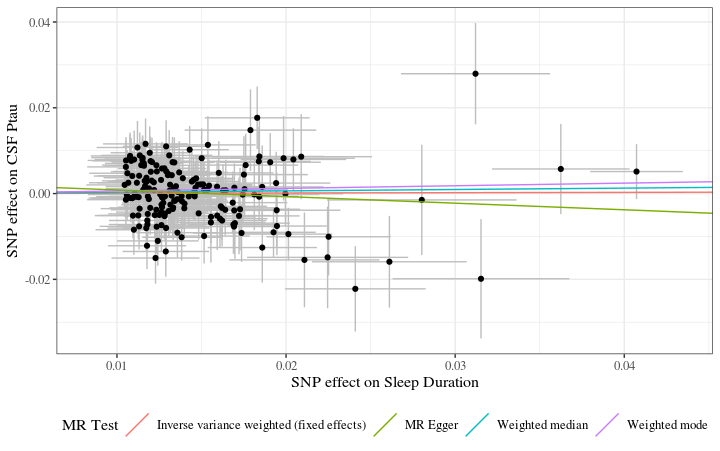 0.04
0.02
0.00
-0.02
SNP effect on CSF Ptau
0.01 0.02 0.03 0.04
SNP effect on Sleep Duration
MR Test Inverse variance weighted (fixed effects) MR Egger Weighted median Weighted mode